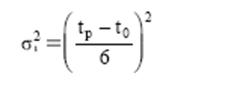 σᵢ² = ((tₚ − t₀) / 6)²